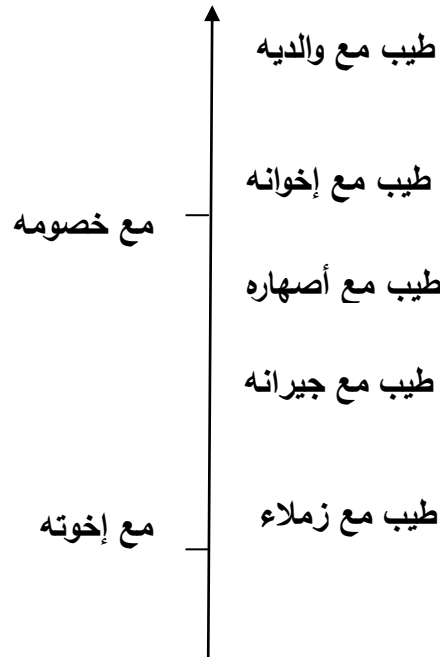 طيب مع والديه
طيب مع إخوانه
مع خصومه
طيب مع أصهاره
طيب مع جيرانه
طيب مع زملاء
مع إخوته